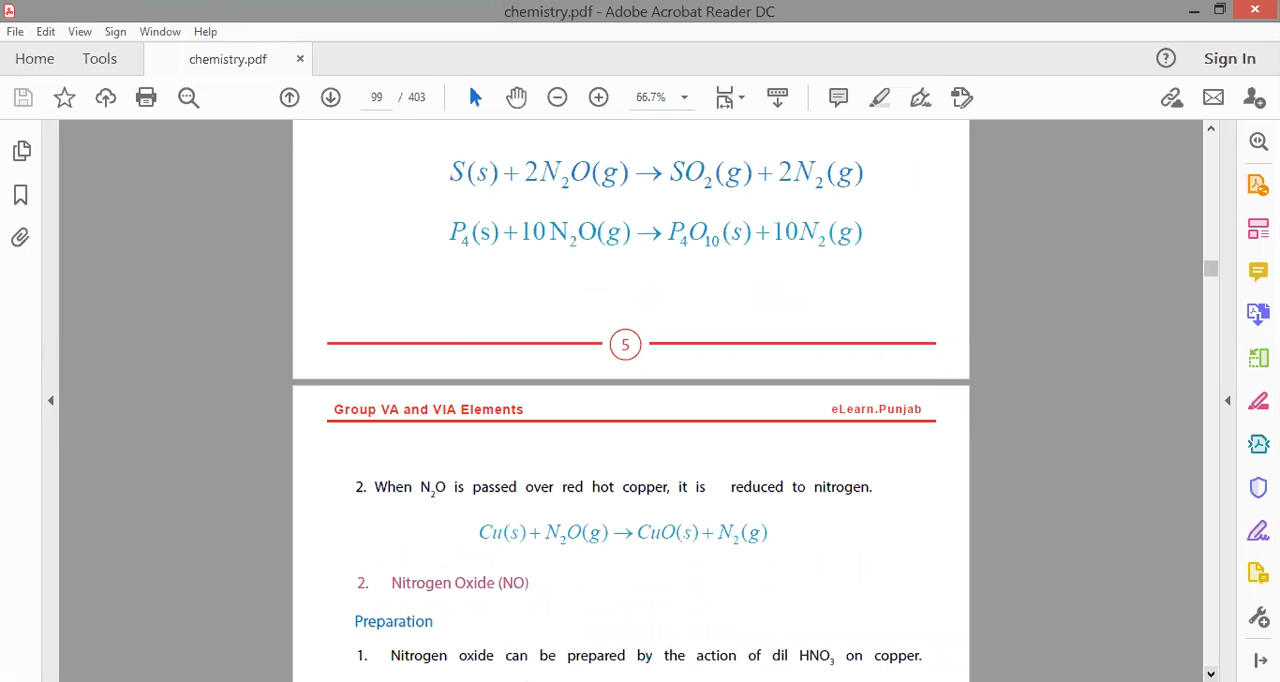 chemistry.pdf - Adobe Acrobat Reader DC
File Edit View Sign Window Help
Home Tools chemistry.pdf × Sign In
99 / 403 66.7%
S(s) + 2N₂O(g) → SO₂(g) + 2N₂(g)
P₄(s) + 10N₂O(g) → P₄O₁₀(s) + 10N₂(g)
5
Group VA and VIA Elements eLearn.Punjab
2. When N₂O is passed over red hot copper, it is reduced to nitrogen.
Cu(s) + N₂O(g) → CuO(s) + N₂(g)
2. Nitrogen Oxide (NO)
Preparation
1. Nitrogen oxide can be prepared by the action of dil HNO₃ on copper.